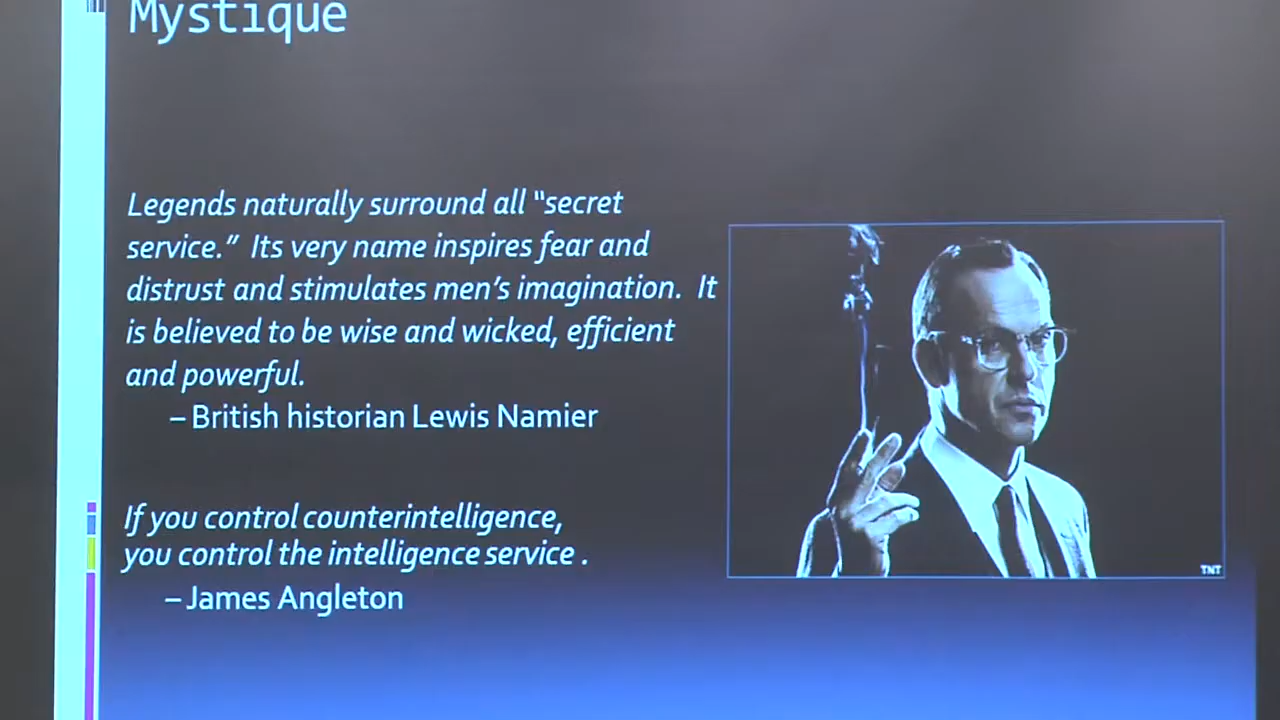 Mystique
Legends naturally surround all “secret
service.” Its very name inspires fear and
distrust and stimulates men’s imagination. It
is believed to be wise and wicked, efficient
and powerful.
– British historian Lewis Namier
If you control counterintelligence,
you control the intelligence service .
– James Angleton
TNT